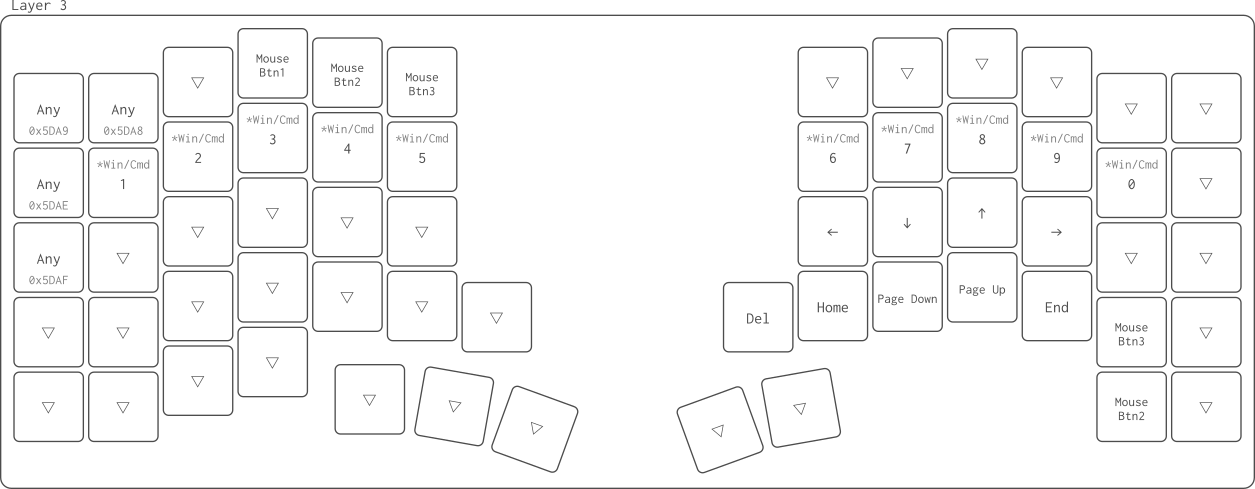 Layer 3
▽
Mouse
Btn1
Mouse
Btn2
Mouse
Btn3
▽
▽
▽
▽
Any
0x5DA9
Any
0x5DA8
▽
▽
*Win/Cmd
2
*Win/Cmd
3
*Win/Cmd
4
*Win/Cmd
5
*Win/Cmd
6
*Win/Cmd
7
*Win/Cmd
8
*Win/Cmd
9
Any
0x5DAE
*Win/Cmd
1
*Win/Cmd
0
▽
▽
▽
▽
▽
←
↓
↑
→
Any
0x5DAF
▽
▽
▽
▽
▽
▽
▽
▽
Del
Home
Page Down
Page Up
End
▽
▽
Mouse
Btn3
▽
▽
▽
▽
▽
Mouse
Btn2
▽
▽
▽
▽
▽
▽